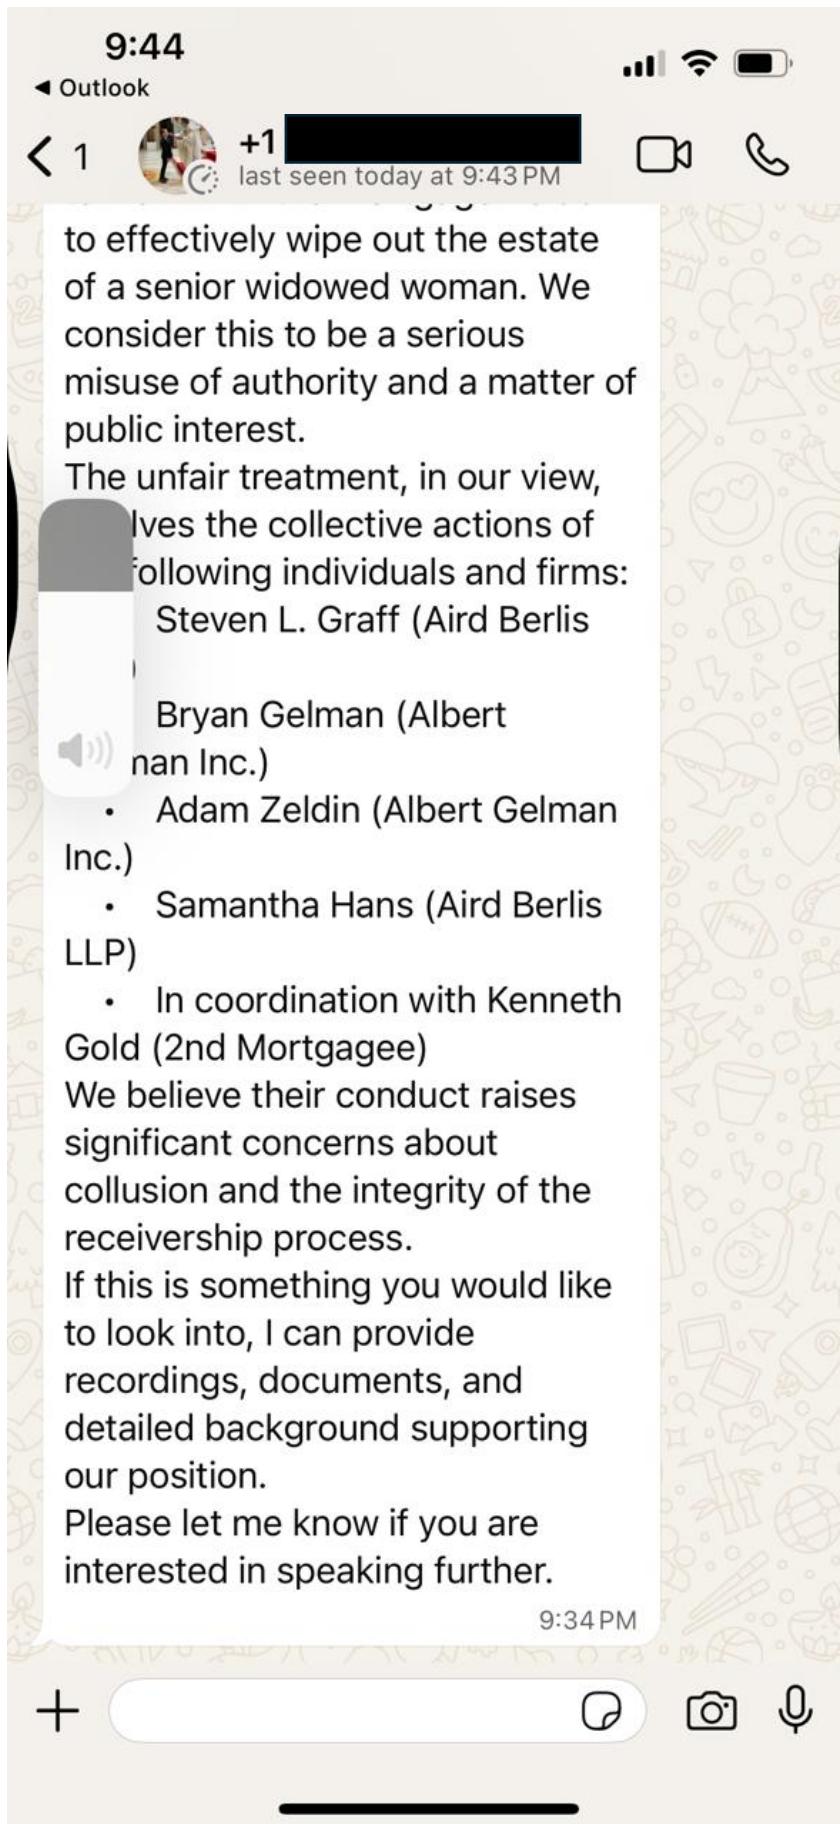 9:44
◀ Outlook
1
+1
last seen today at 9:43 PM
to effectively wipe out the estate
of a senior widowed woman. We
consider this to be a serious
misuse of authority and a matter of
public interest.
The unfair treatment, in our view,
lves the collective actions of
following individuals and firms:
Steven L. Graff (Aird Berlis
)
Bryan Gelman (Albert
man Inc.)
• Adam Zeldin (Albert Gelman
Inc.)
• Samantha Hans (Aird Berlis
LLP)
• In coordination with Kenneth
Gold (2nd Mortgagee)
We believe their conduct raises
significant concerns about
collusion and the integrity of the
receivership process.
If this is something you would like
to look into, I can provide
recordings, documents, and
detailed background supporting
our position.
Please let me know if you are
interested in speaking further.
9:34 PM